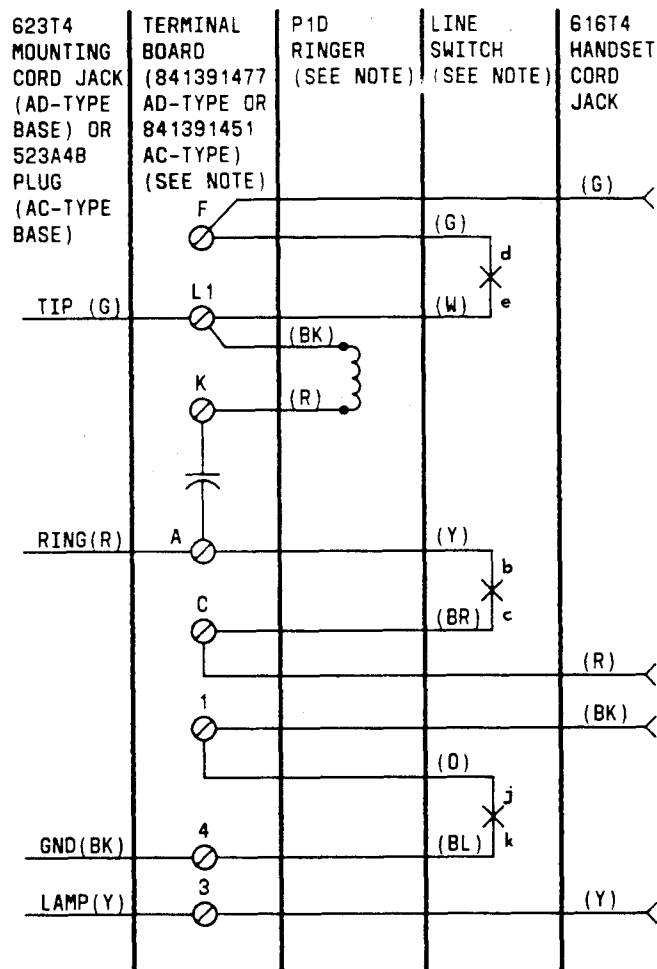 623T4
MOUNTING
CORD JACK
(AD-TYPE
BASE) OR
523A4B
PLUG
(AC-TYPE
BASE)
TERMINAL
BOARD
(841391477
AD-TYPE OR
841391451
AC-TYPE)
(SEE NOTE)
P1D
RINGER
(SEE NOTE)
LINE
SWITCH
(SEE NOTE)
616T4
HANDSET
CORD
JACK
F
(G)
(G)
d
TIP (G)
L1
(W)
e
(BK)
K
(R)
RING(R)
A
(Y)
b
C
(BR)
c
(R)
1
(BK)
(O)
j
GND(BK)
4
(BL)
k
LAMP(Y)
3
(Y)